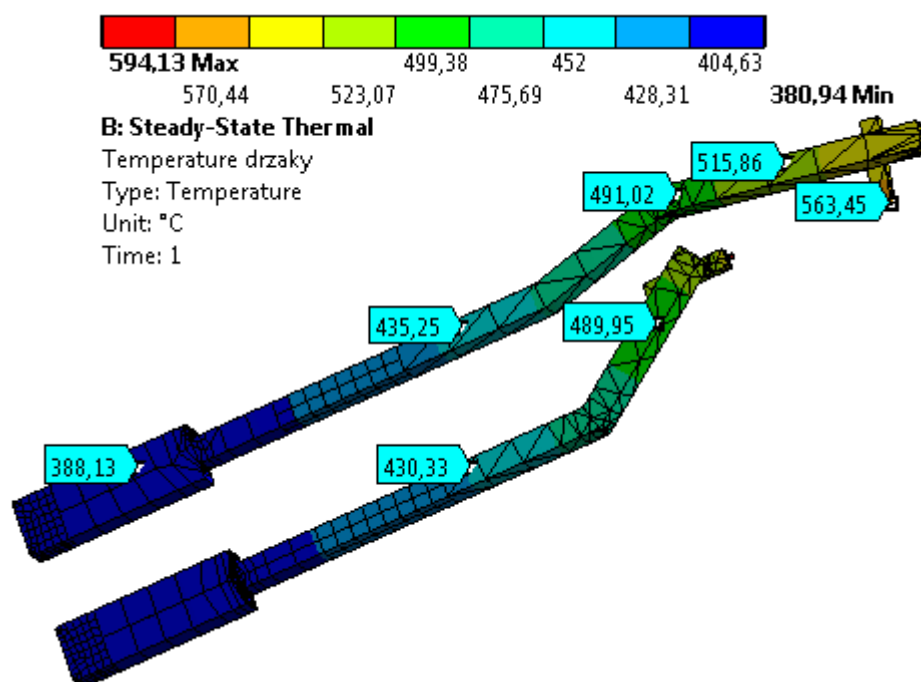 594,13 Max 499,38 452 404,63
570,44 523,07 475,69 428,31 380,94 Min
B: Steady-State Thermal
Temperature drzaky
Type: Temperature
Unit: °C
Time: 1
515,86
491,02
563,45
435,25
489,95
388,13
430,33